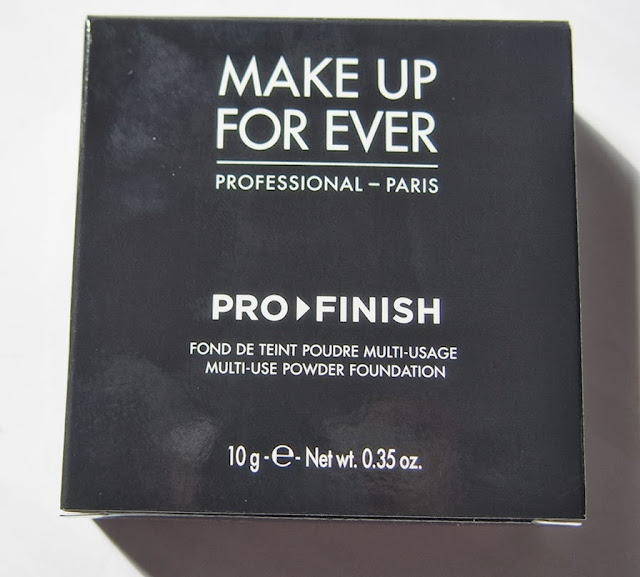 MAKE UP
FOR EVER
PROFESSIONAL – PARIS
PRO▶FINISH
FOND DE TEINT POUDRE MULTI-USAGE
MULTI-USE POWDER FOUNDATION
10 g -℮- Net wt. 0.35 oz.